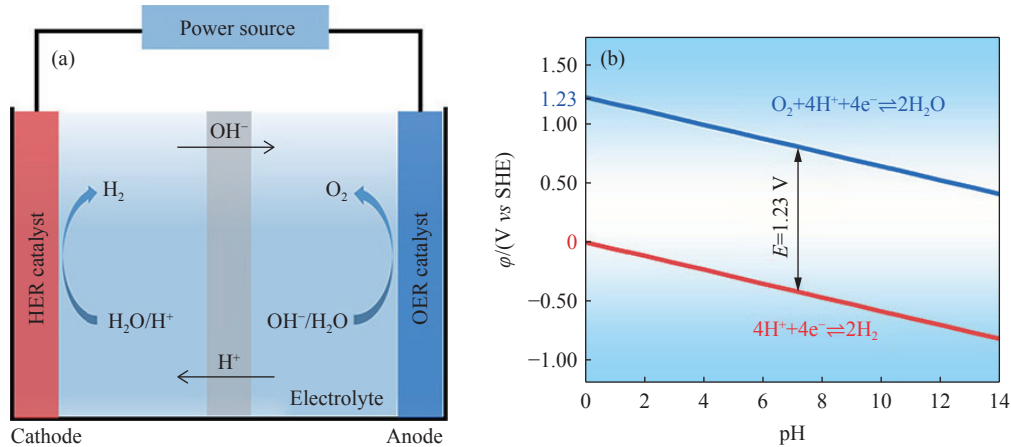 Power source
(a)
OH⁻
H₂
O₂
HER catalyst
OER catalyst
H₂O/H⁺
OH⁻/H₂O
H⁺
Electrolyte
Cathode
Anode
(b)
1.50
1.23
1.00
0.50
0
−0.50
−1.00
φ/(V vs SHE)
O₂+4H⁺+4e⁻⇌2H₂O
E=1.23 V
4H⁺+4e⁻⇌2H₂
0 2 4 6 8 10 12 14
pH